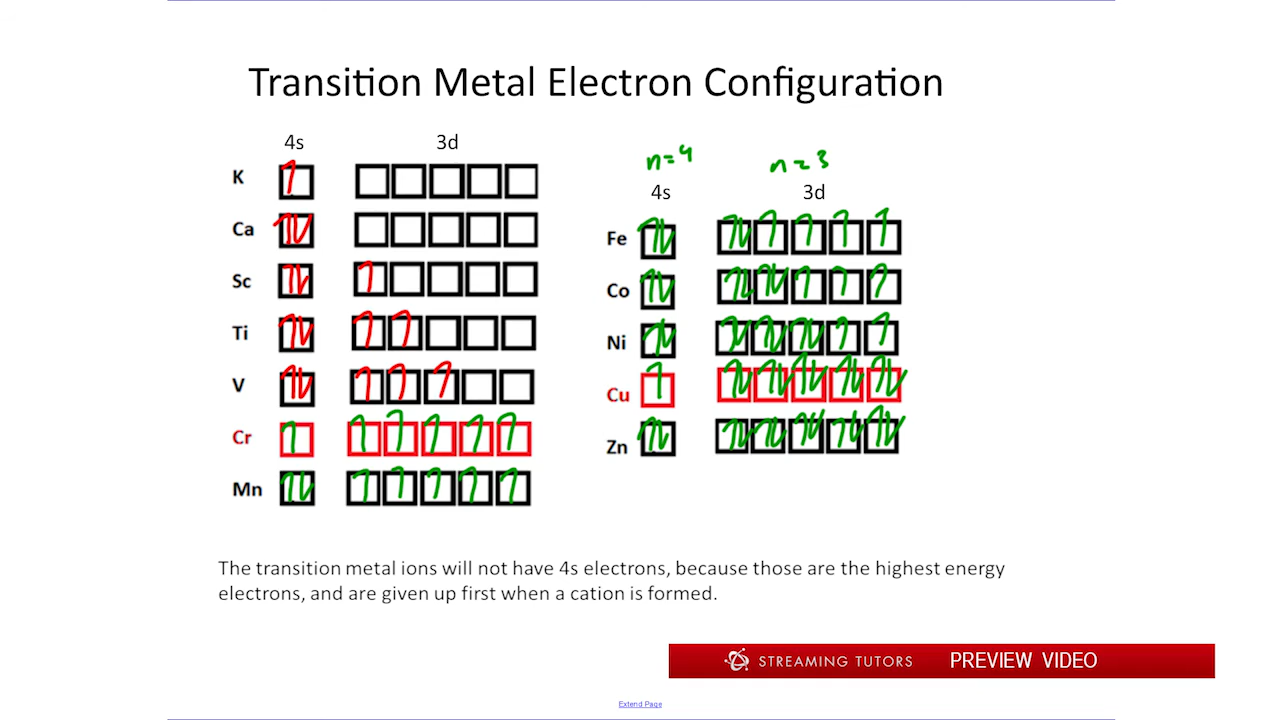 Transition Metal Electron Configuration
4s 3d
K
Ca
Sc
Ti
V
Cr
Mn
n=4 n=3
4s 3d
Fe
Co
Ni
Cu
Zn
The transition metal ions will not have 4s electrons, because those are the highest energy
electrons, and are given up first when a cation is formed.
STREAMING TUTORS PREVIEW VIDEO
Extend Page